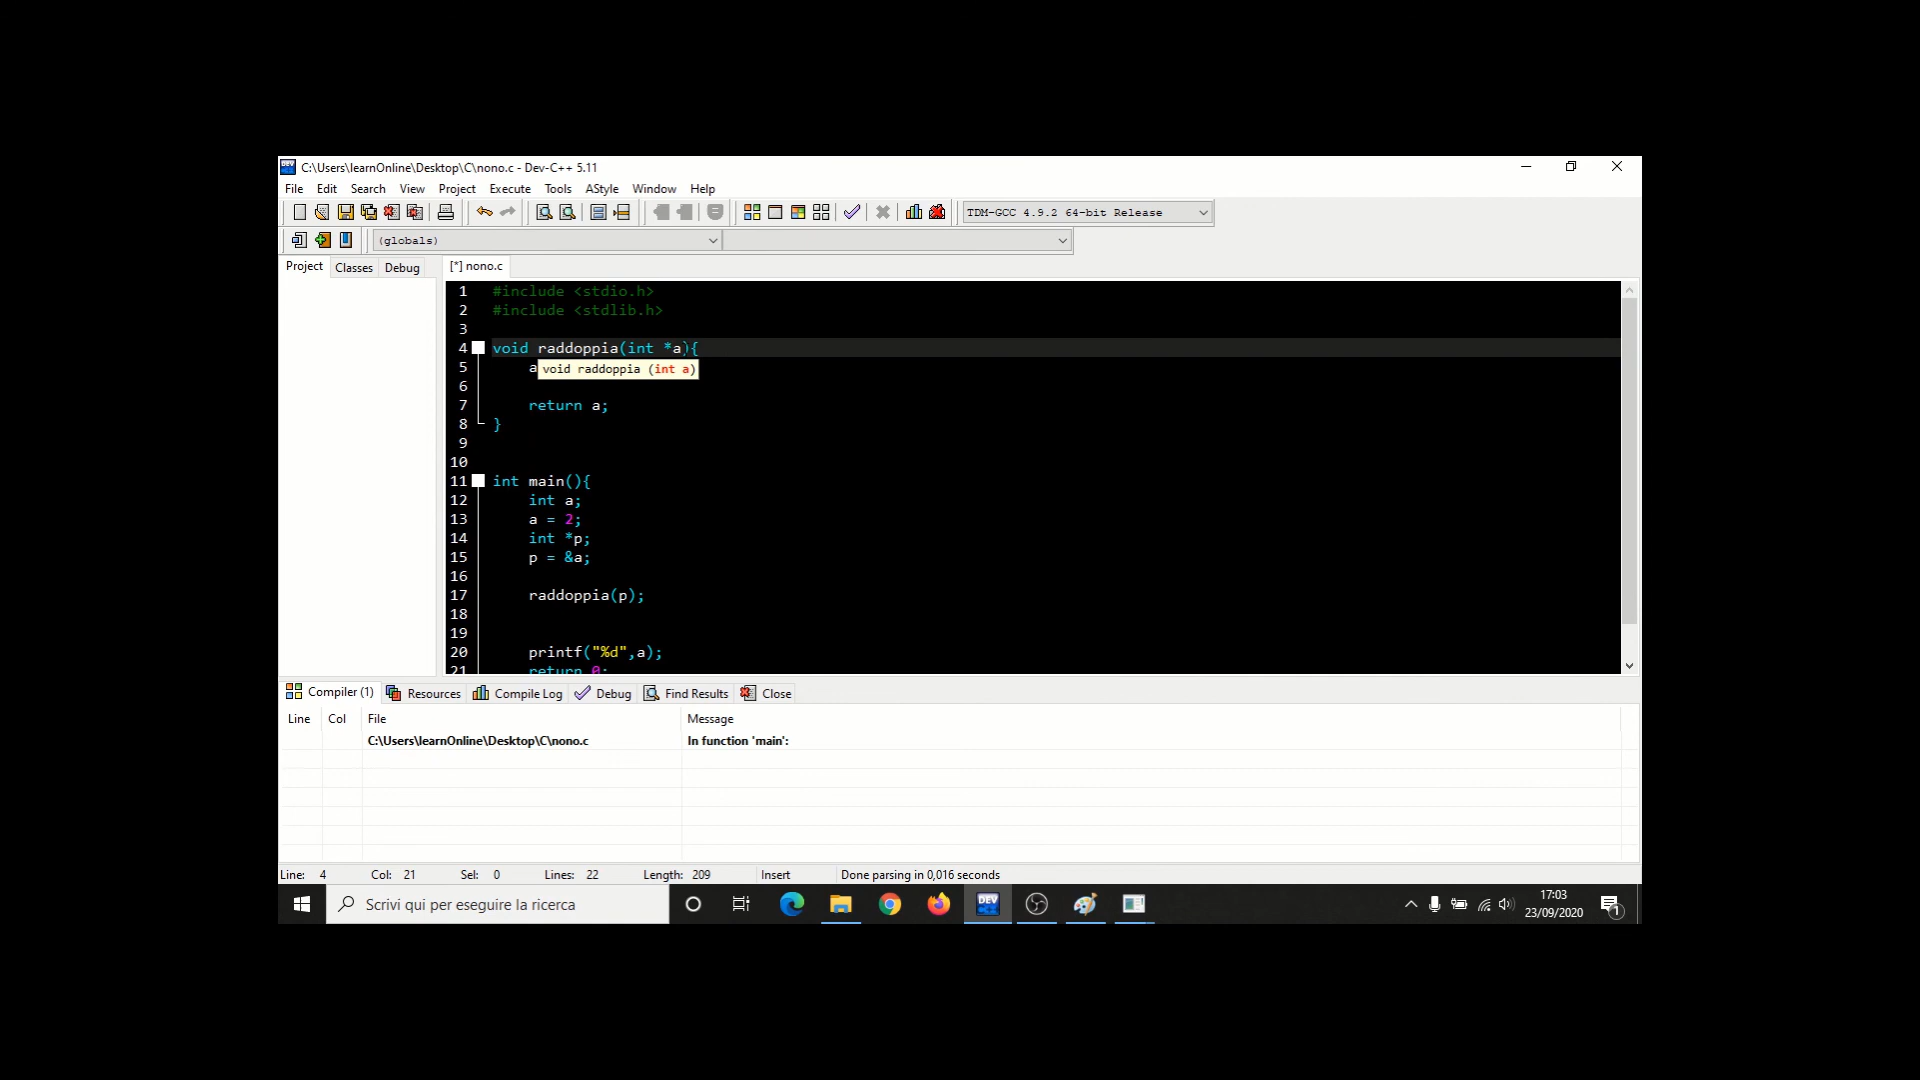 C:\Users\learnOnline\Desktop\C\nono.c - Dev-C++ 5.11
File Edit Search View Project Execute Tools AStyle Window Help
TDM-GCC 4.9.2 64-bit Release
(globals)
Project Classes Debug
[*] nono.c
1 #include <stdio.h>
2 #include <stdlib.h>
3
4 void raddoppia(int *a){
5 a
void raddoppia (int a)
6
7 return a;
8 }
9
10
11 int main(){
12 int a;
13 a = 2;
14 int *p;
15 p = &a;
16
17 raddoppia(p);
18
19
20 printf("%d",a);
21 return 0;
Compiler (1) Resources Compile Log Debug Find Results Close
Line Col File Message
C:\Users\learnOnline\Desktop\C\nono.c In function 'main':
Line: 4 Col: 21 Sel: 0 Lines: 22 Length: 209 Insert Done parsing in 0,016 seconds
Scrivi qui per eseguire la ricerca
DEV
17:03
23/09/2020
1